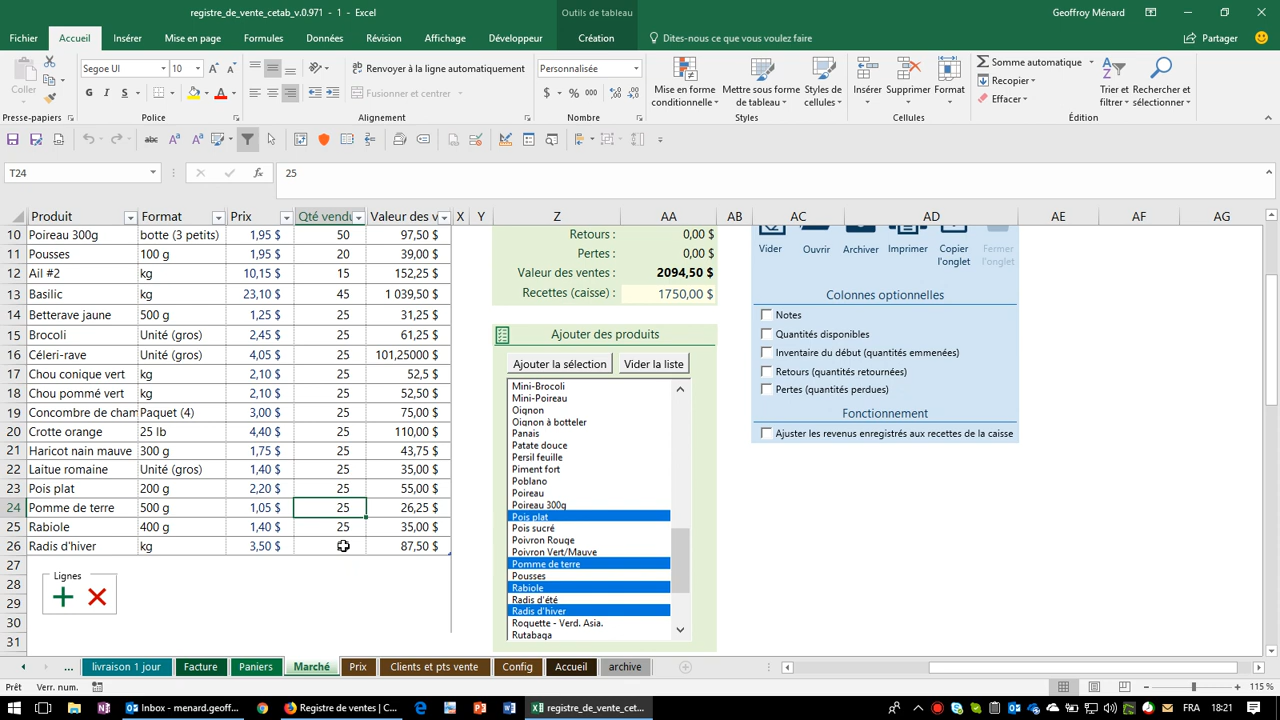 registre_de_vente_cetab_v.0.971 - 1 - Excel
Outils de tableau
Geoffroy Ménard
Fichier Accueil Insérer Mise en page Formules Données Révision Affichage Développeur Création Dites-nous ce que vous voulez faire Partager
Segoe UI 10 Renvoyer à la ligne automatiquement Personnalisée Somme automatique
Coller G I S Fusionner et centrer $ % 000 Mise en forme conditionnelle Mettre sous forme de tableau Styles de cellules Insérer Supprimer Format Recopier Effacer Trier et filtrer Rechercher et sélectionner
Presse-papiers Police Alignement Nombre Styles Cellules Édition
T24 fx 25
Produit Format Prix Qté vendu Valeur des v X Y Z AA AB AC AD AE AF AG
10 Poireau 300g botte (3 petits) 1,95 $ 50 97,50 $
11 Pousses 100 g 1,95 $ 20 39,00 $
12 Ail #2 kg 10,15 $ 15 152,25 $
13 Basilic kg 23,10 $ 45 1 039,50 $
14 Betterave jaune 500 g 1,25 $ 25 31,25 $
15 Brocoli Unité (gros) 2,45 $ 25 61,25 $
16 Céleri-rave Unité (gros) 4,05 $ 25 101,25000 $
17 Chou conique vert kg 2,10 $ 25 52,5 $
18 Chou pommé vert kg 2,10 $ 25 52,50 $
19 Concombre de cham Paquet (4) 3,00 $ 25 75,00 $
20 Crotte orange 25 lb 4,40 $ 25 110,00 $
21 Haricot nain mauve 300 g 1,75 $ 25 43,75 $
22 Laitue romaine Unité (gros) 1,40 $ 25 35,00 $
23 Pois plat 200 g 2,20 $ 25 55,00 $
24 Pomme de terre 500 g 1,05 $ 25 26,25 $
25 Rabiole 400 g 1,40 $ 25 35,00 $
26 Radis d'hiver kg 3,50 $ 87,50 $
27
28
29
30
31
Lignes
Retours : 0,00 $
Pertes : 0,00 $
Valeur des ventes : 2094,50 $
Recettes (caisse) : 1750,00 $
Ajouter des produits
Ajouter la sélection Vider la liste
Mini-Brocoli
Mini-Poireau
Oignon
Oignon à botteler
Panais
Patate douce
Persil feuille
Piment fort
Poblano
Poireau
Poireau 300g
Pois plat
Pois sucré
Poivron Rouge
Poivron Vert/Mauve
Pomme de terre
Pousses
Rabiole
Radis d'été
Radis d'hiver
Roquette - Verd. Asia.
Rutabaga
Vider Ouvrir Archiver Imprimer Copier l'onglet Fermer l'onglet
Colonnes optionnelles
Notes
Quantités disponibles
Inventaire du début (quantités emmenées)
Retours (quantités retournées)
Pertes (quantités perdues)
Fonctionnement
Ajuster les revenus enregistrés aux recettes de la caisse
... livraison 1 jour Facture Paniers Marché Prix Clients et pts vente Config Accueil archive
Prêt Verr. num. 115 %
Inbox - menard.geoff... Registre de ventes | C... registre_de_vente_cet... FRA 18:21